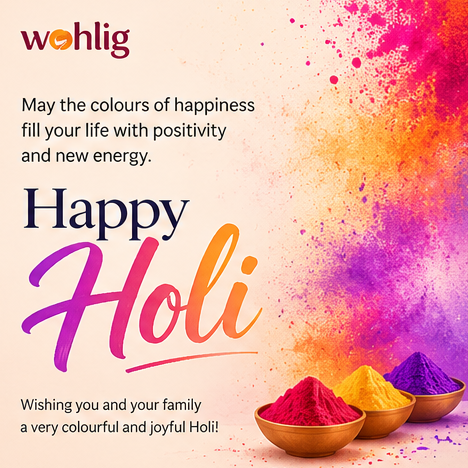 wohlig
May the colours of happiness
fill your life with positivity
and new energy.
Happy
Holi
Wishing you and your family
a very colourful and joyful Holi!